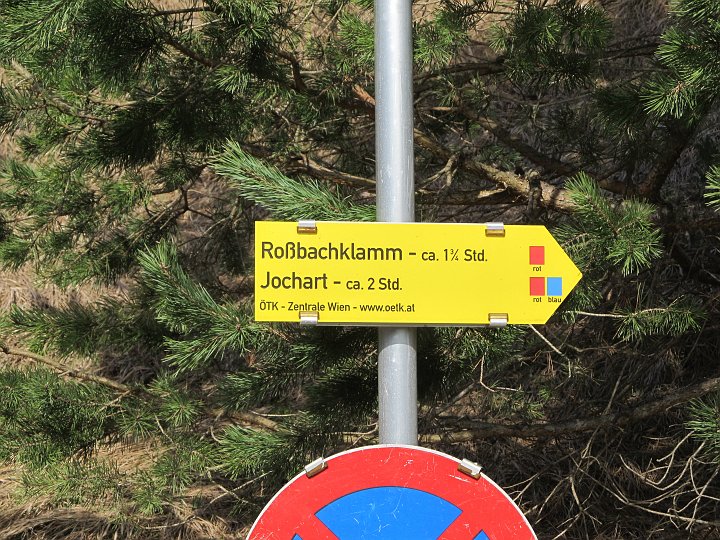 Roßbachklamm - ca. 1¾ Std.
rot
Jochart - ca. 2 Std.
rot blau
ÖTK - Zentrale Wien - www.oetk.at